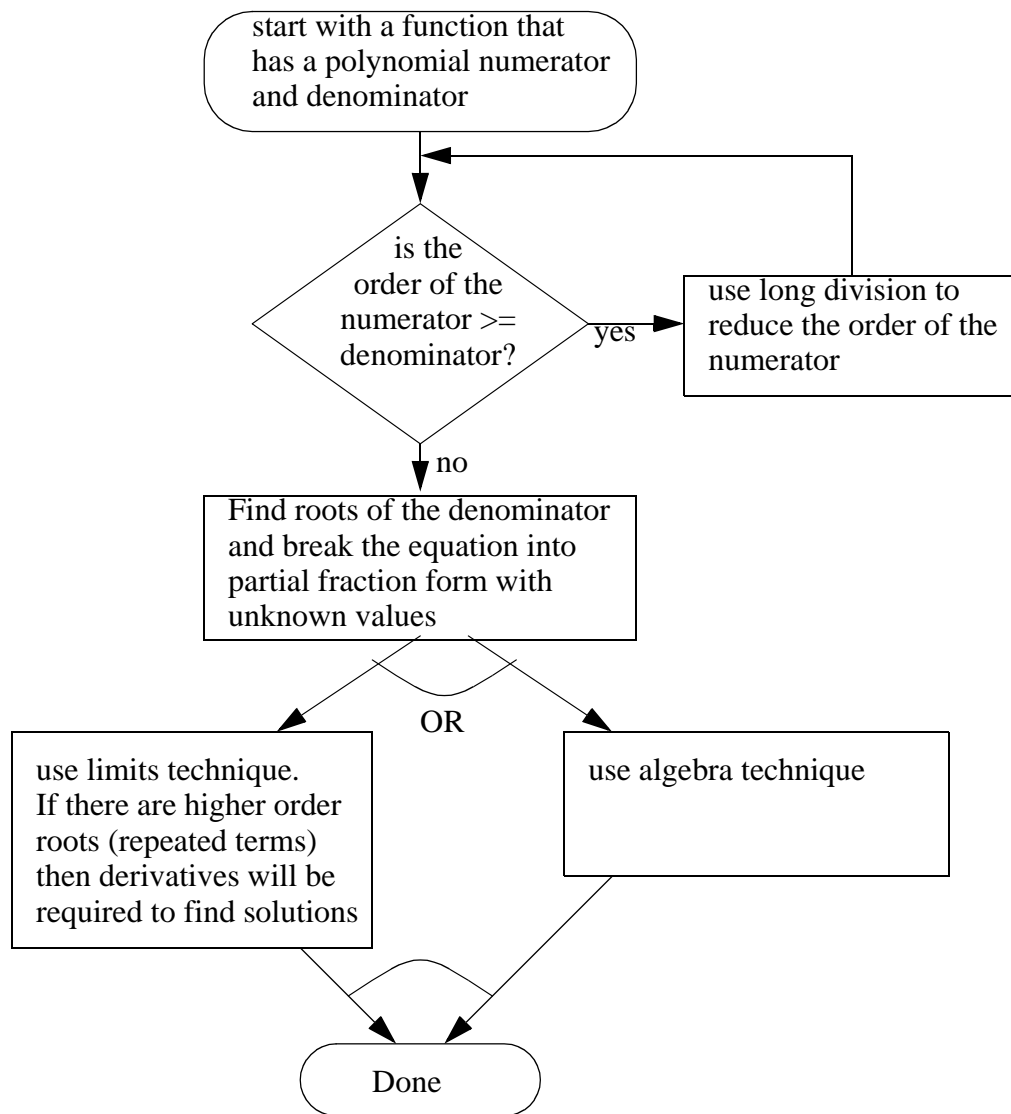 start with a function that
has a polynomial numerator
and denominator
is the
order of the
numerator >=
denominator?
yes
use long division to
reduce the order of the
numerator
no
Find roots of the denominator
and break the equation into
partial fraction form with
unknown values
OR
use limits technique.
If there are higher order
roots (repeated terms)
then derivatives will be
required to find solutions
use algebra technique
Done